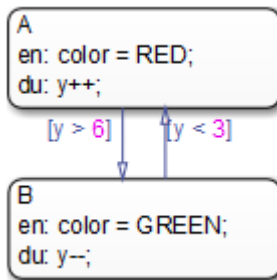 A
en: color = RED;
du: y++;
[y > 6] [y < 3]
B
en: color = GREEN;
du: y--;